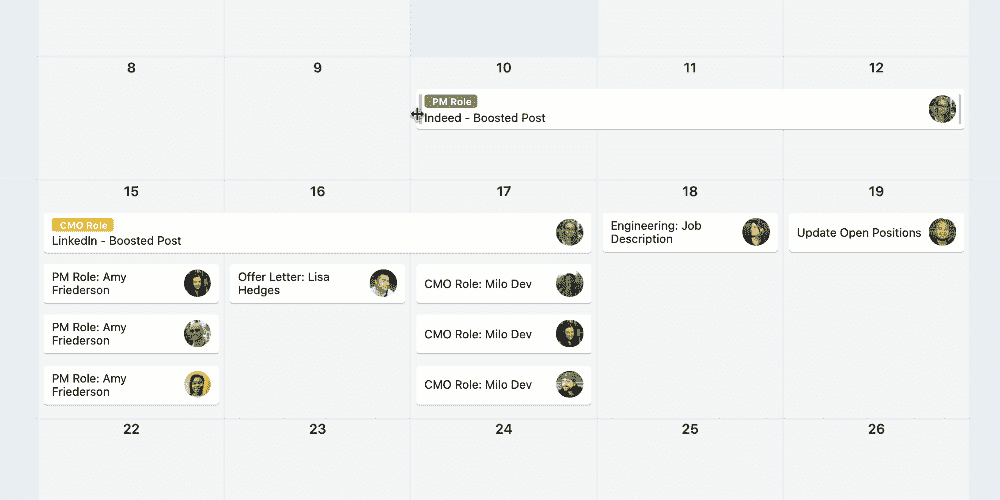 8 9 10 11 12
PM Role
Indeed - Boosted Post
15 16 17 18 19
CMO Role
LinkedIn - Boosted Post
Engineering: Job
Description
Update Open Positions
PM Role: Amy
Friederson
Offer Letter: Lisa
Hedges
CMO Role: Milo Dev
PM Role: Amy
Friederson
CMO Role: Milo Dev
PM Role: Amy
Friederson
CMO Role: Milo Dev
22 23 24 25 26